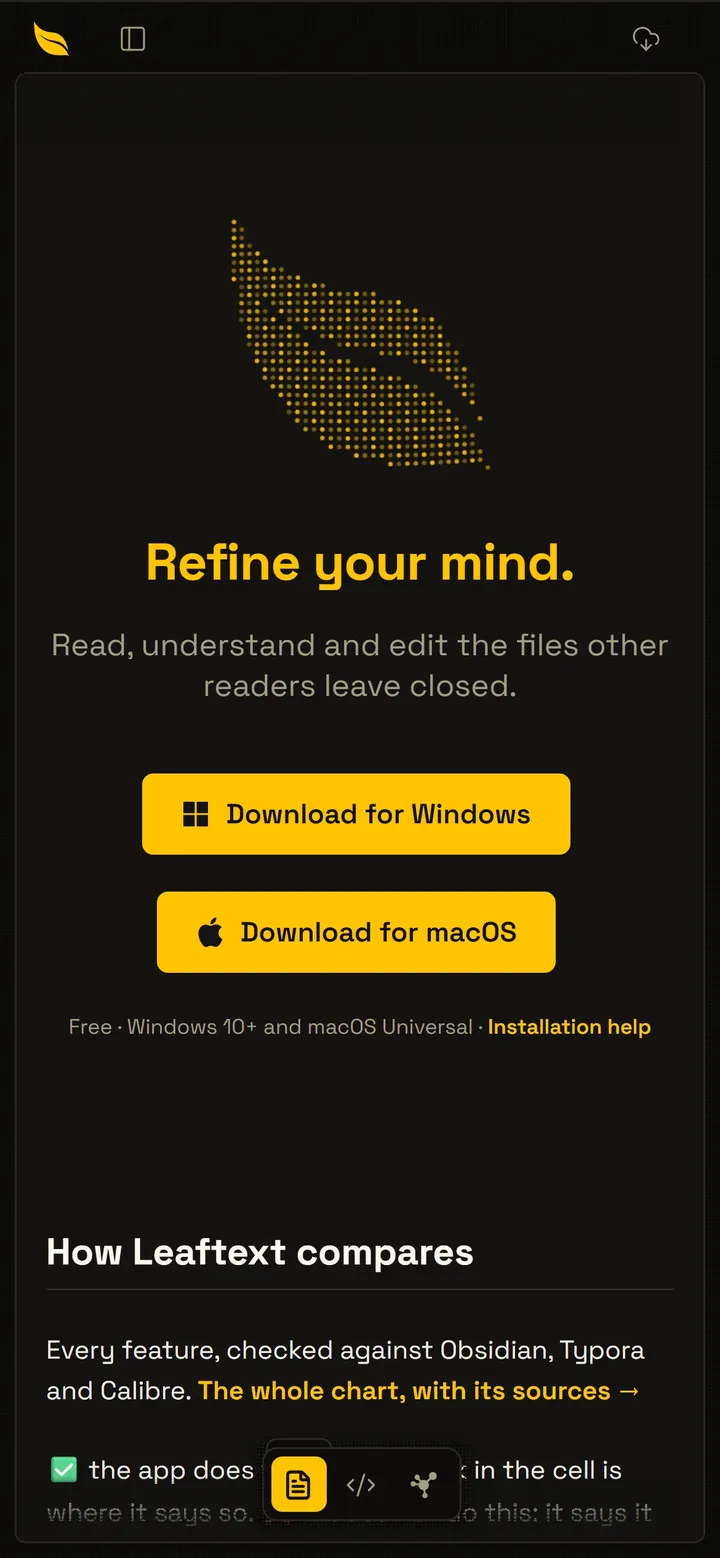 Refine your mind.
Read, understand and edit the files other
readers leave closed.
Download for Windows
Download for macOS
Free · Windows 10+ and macOS Universal · Installation help
How Leaftext compares
Every feature, checked against Obsidian, Typora
and Calibre. The whole chart, with its sources →
✅ the app does in the cell is
where it says so. this: it says it